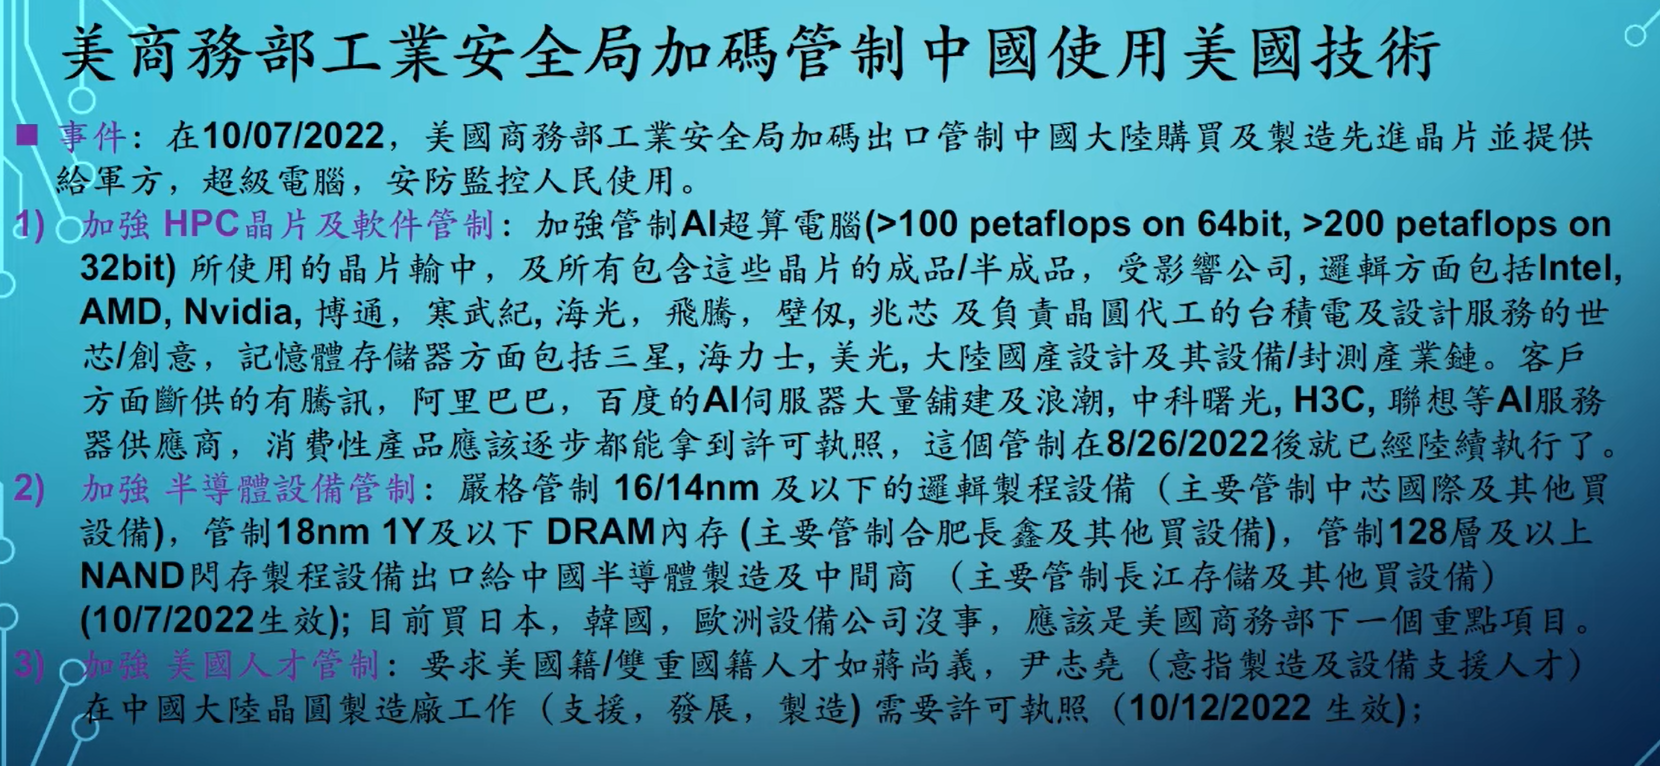 美商務部工業安全局加碼管制中國使用美國技術
■ 事件：在10/07/2022，美國商務部工業安全局加碼出口管制中國大陸購買及製造先進晶片並提供
給軍方，超級電腦，安防監控人民使用。
1) 加強 HPC晶片及軟件管制：加強管制AI超算電腦(>100 petaflops on 64bit, >200 petaflops on
32bit) 所使用的晶片輸中，及所有包含這些晶片的成品/半成品，受影響公司, 邏輯方面包括Intel,
AMD, Nvidia, 博通，寒武紀, 海光，飛騰，壁仞, 兆芯 及負責晶圓代工的台積電及設計服務的世
芯/創意，記憶體存儲器方面包括三星, 海力士, 美光, 大陸國產設計及其設備/封測產業鏈。客戶
方面斷供的有騰訊，阿里巴巴，百度的AI伺服器大量舖建及浪潮, 中科曙光, H3C, 聯想等AI服務
器供應商，消費性產品應該逐步都能拿到許可執照，這個管制在8/26/2022後就已經陸續執行了。
2) 加強 半導體設備管制：嚴格管制 16/14nm 及以下的邏輯製程設備（主要管制中芯國際及其他買
設備)，管制18nm 1Y及以下 DRAM內存 (主要管制合肥長鑫及其他買設備)，管制128層及以上
NAND閃存製程設備出口給中國半導體製造及中間商 （主要管制長江存儲及其他買設備）
(10/7/2022生效); 目前買日本，韓國，歐洲設備公司沒事，應該是美國商務部下一個重點項目。
3) 加強 美國人才管制：要求美國籍/雙重國籍人才如蔣尚義，尹志堯（意指製造及設備支援人才）
在中國大陸晶圓製造廠工作（支援，發展，製造) 需要許可執照（10/12/2022 生效)；